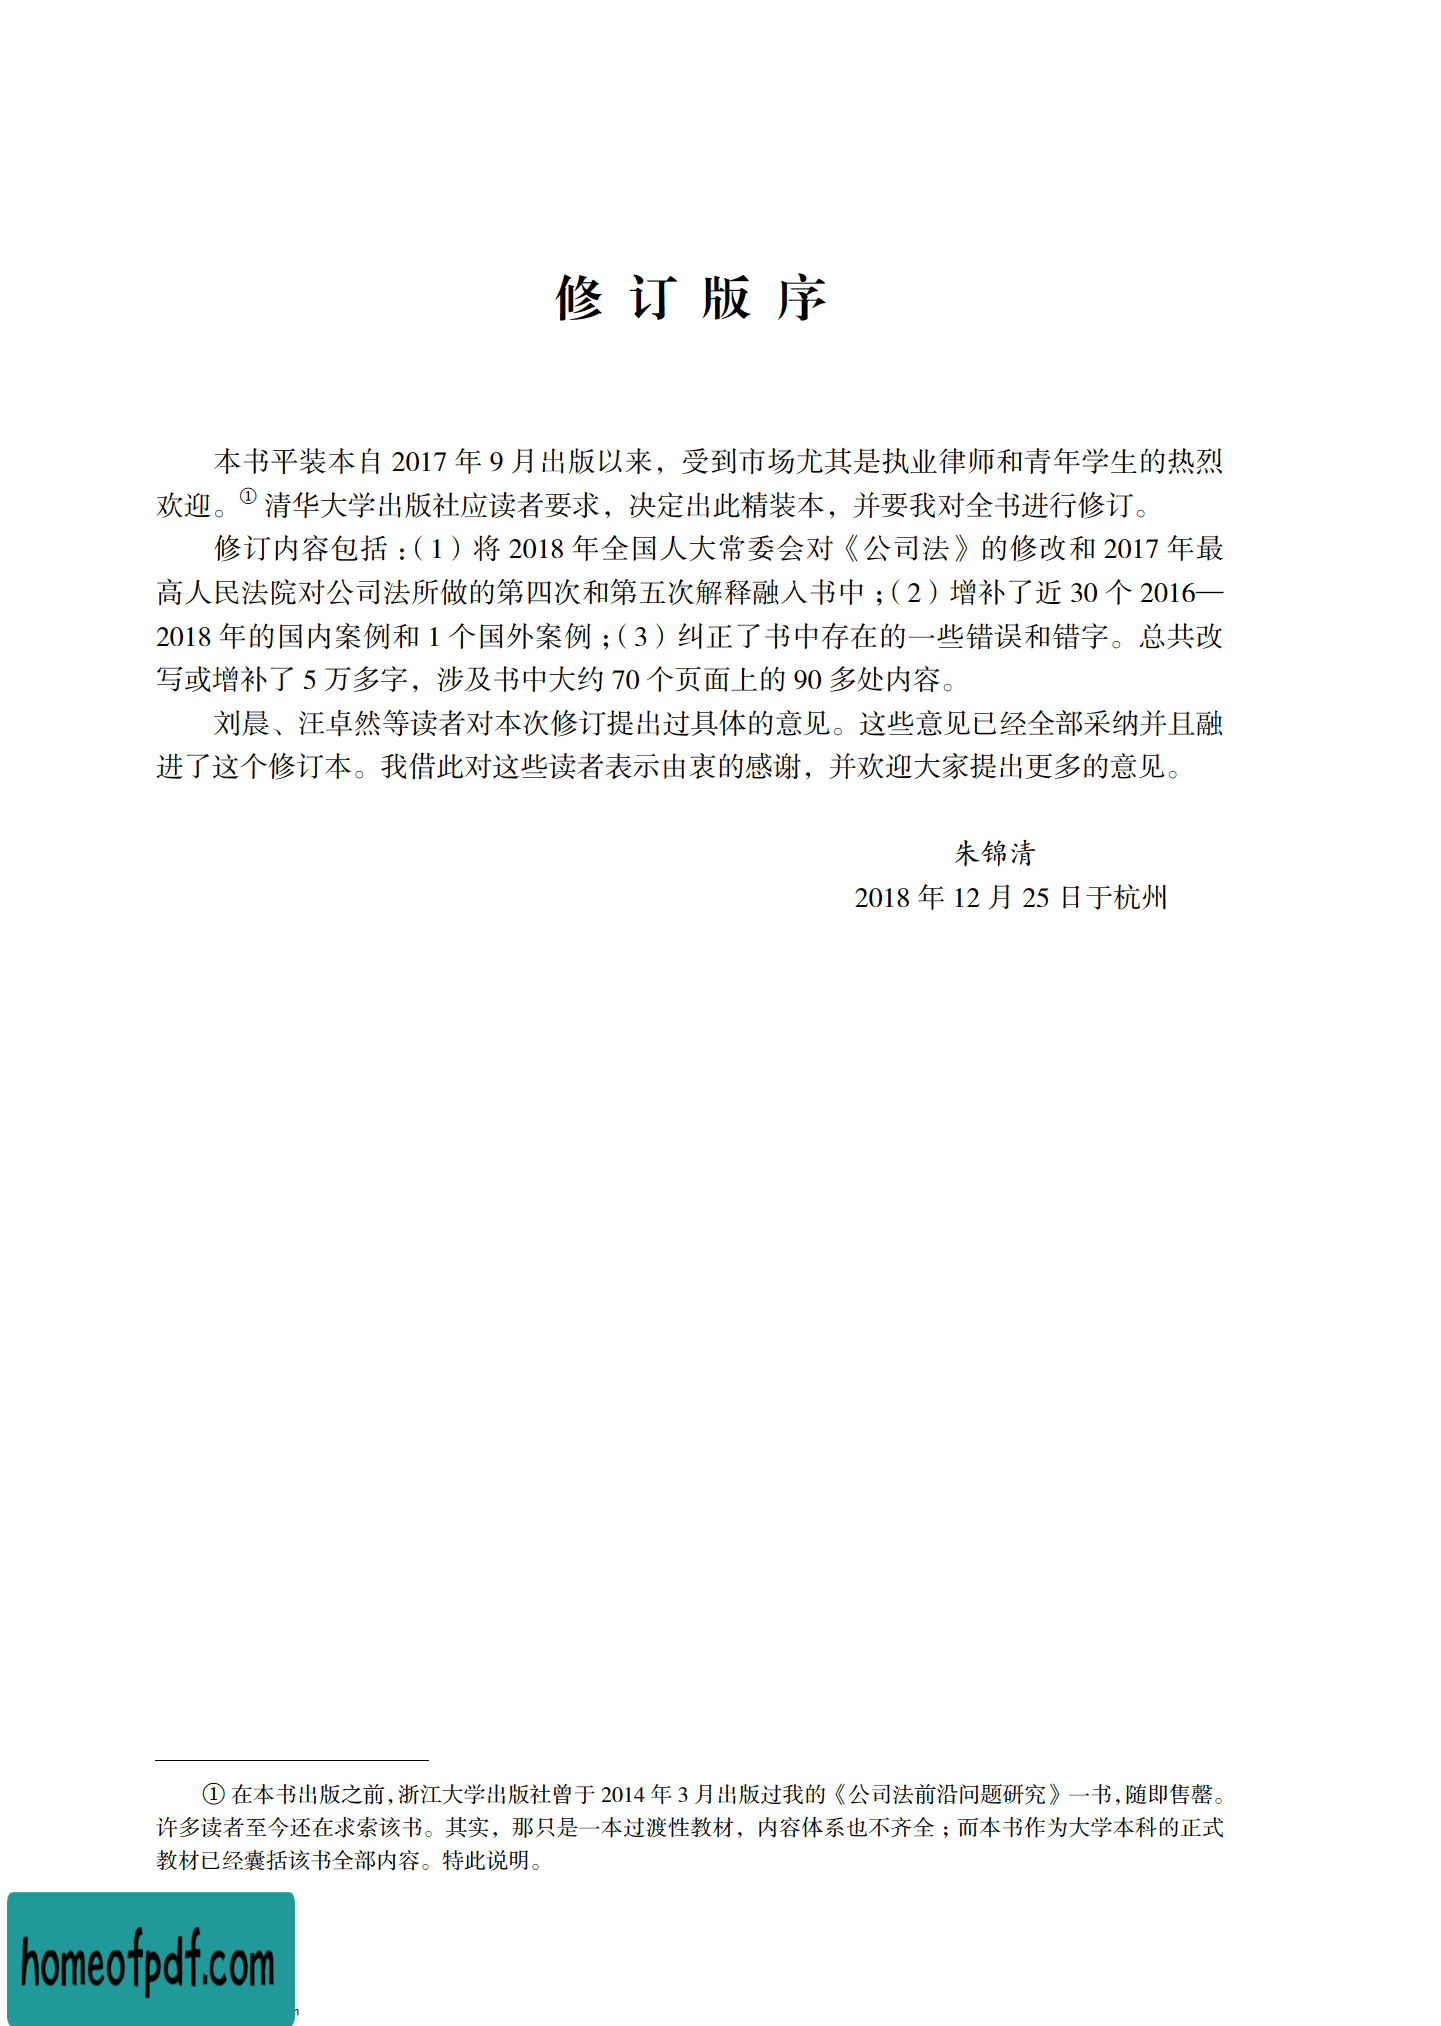 修订版序
本书平装本自 2017 年 9 月出版以来，受到市场尤其是执业律师和青年学生的热烈
欢迎。① 清华大学出版社应读者要求，决定出此精装本，并要我对全书进行修订。
修订内容包括：（1）将 2018 年全国人大常委会对《公司法》的修改和 2017 年最
高人民法院对公司法所做的第四次和第五次解释融入书中；（2）增补了近 30 个 2016—
2018 年的国内案例和 1 个国外案例；（3）纠正了书中存在的一些错误和错字。总共改
写或增补了 5 万多字，涉及书中大约 70 个页面上的 90 多处内容。
刘晨、汪卓然等读者对本次修订提出过具体的意见。这些意见已经全部采纳并且融
进了这个修订本。我借此对这些读者表示由衷的感谢，并欢迎大家提出更多的意见。
朱锦清
2018 年 12 月 25 日于杭州
① 在本书出版之前，浙江大学出版社曾于 2014 年 3 月出版过我的《公司法前沿问题研究》一书，随即售罄。
许多读者至今还在求索该书。其实，那只是一本过渡性教材，内容体系也不齐全；而本书作为大学本科的正式
教材已经囊括该书全部内容。特此说明。
homeofpdf.com